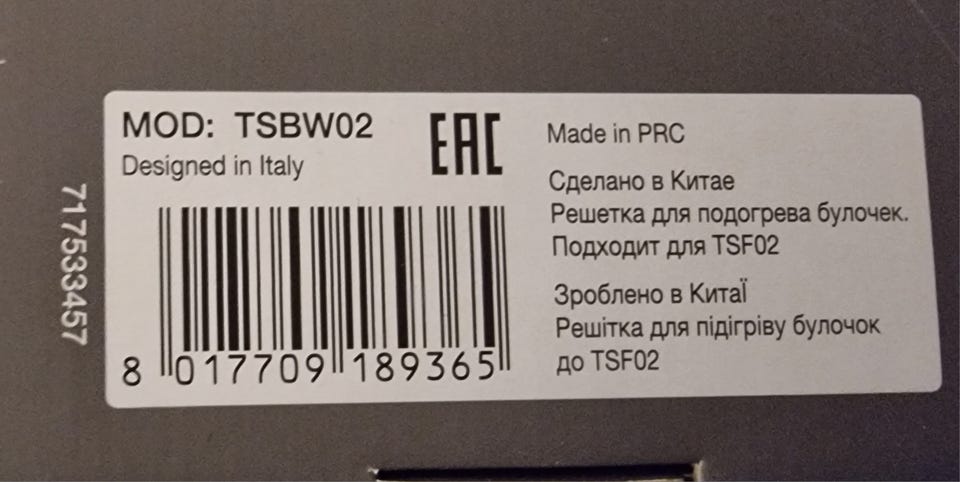 MOD: TSBW02
Designed in Italy
EAC
8 017709 189365
717533457
Made in PRC
Сделано в Китае
Решетка для подогрева булочек.
Подходит для TSF02
Зроблено в Китаї
Решітка для підігріву булочок
до TSF02